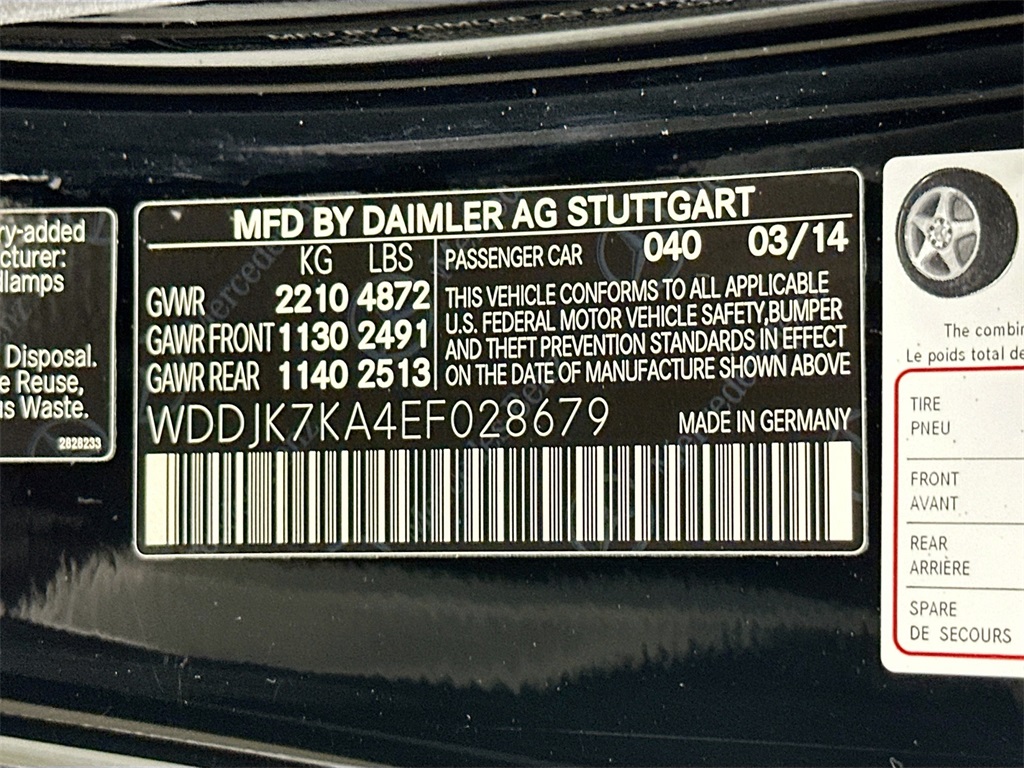 ry-added
cturer:
dlamps
Disposal.
e Reuse,
us Waste.
2828233
MFD BY DAIMLER AG STUTTGART
KG LBS
GVWR 2210 4872
GAWR FRONT 1130 2491
GAWR REAR 1140 2513
PASSENGER CAR 040 03/14
THIS VEHICLE CONFORMS TO ALL APPLICABLE
U.S. FEDERAL MOTOR VEHICLE SAFETY,BUMPER
AND THEFT PREVENTION STANDARDS IN EFFECT
ON THE DATE OF MANUFACTURE SHOWN ABOVE
WDDJK7KA4EF028679 MADE IN GERMANY
The combin
Le poids total de
TIRE
PNEU
FRONT
AVANT
REAR
ARRIÈRE
SPARE
DE SECOURS